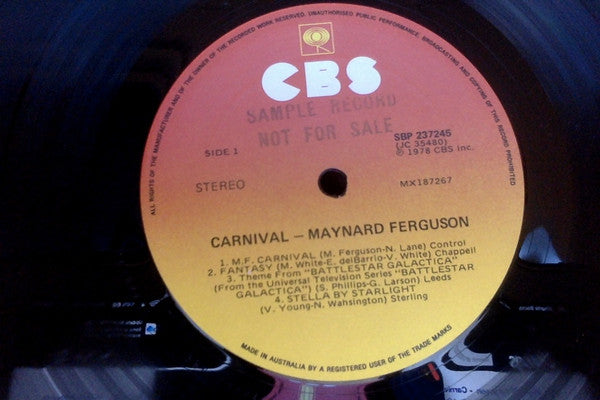 ALL RIGHTS OF THE MANUFACTURER AND OF THE OWNER OF THE RECORDED WORK RESERVED. UNAUTHORISED PUBLIC PERFORMANCE, BROADCASTING AND COPYING OF THIS RECORD PROHIBITED
CBS
SAMPLE RECORD
NOT FOR SALE
SIDE 1
SBP 237245
(JC 35480)
℗ 1978 CBS Inc.
STEREO
MX187267
CARNIVAL – MAYNARD FERGUSON
1. M.F. CARNIVAL (M. Ferguson-N. Lane) Control
2. FANTASY (M. White-E. delBarrio-V. White) Chappell
3. Theme From "BATTLESTAR GALACTICA"
(From the Universal Television Series "BATTLESTAR
GALACTICA") (S. Phillips-G. Larson) Leeds
4. STELLA BY STARLIGHT
(V. Young-N. Wahsington) Sterling
MADE IN AUSTRALIA BY A REGISTERED USER OF THE TRADE MARKS